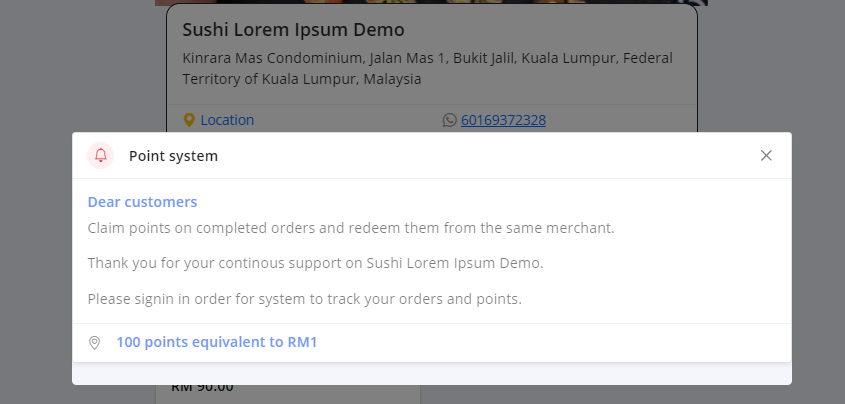 Sushi Lorem Ipsum Demo
Kinrara Mas Condominium, Jalan Mas 1, Bukit Jalil, Kuala Lumpur, Federal
Territory of Kuala Lumpur, Malaysia
Location
60169372328
Point system
Dear customers
Claim points on completed orders and redeem them from the same merchant.
Thank you for your continous support on Sushi Lorem Ipsum Demo.
Please signin in order for system to track your orders and points.
100 points equivalent to RM1
RM 90.00